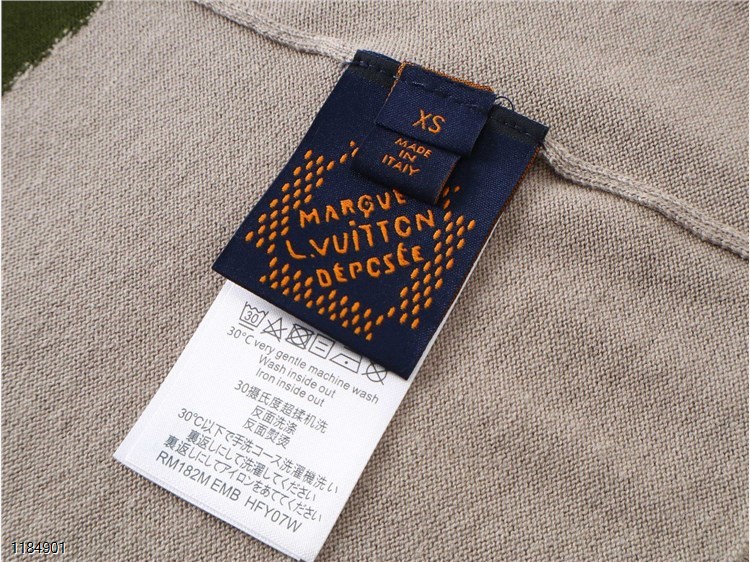 XS
MADE
IN
ITALY
MARQUE
L.VUITTON
DÉPOSÉE
30
30°C very gentle machine wash
Wash inside out
Iron inside out
30摄氏度超揉机洗
反面洗涤
反面熨烫
30℃以下で手洗コース洗濯機洗い
裏返しにして洗濯してください
裏返しにしてアイロンをあててください
RM182M EMB HFY07W
1184901